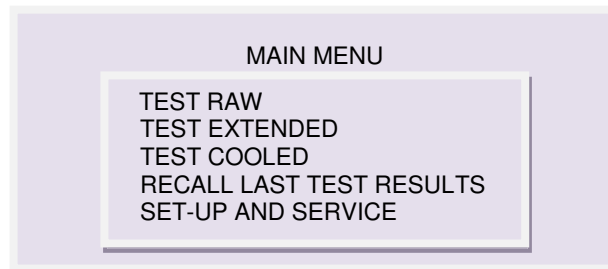 MAIN MENU
TEST RAW
TEST EXTENDED
TEST COOLED
RECALL LAST TEST RESULTS
SET-UP AND SERVICE